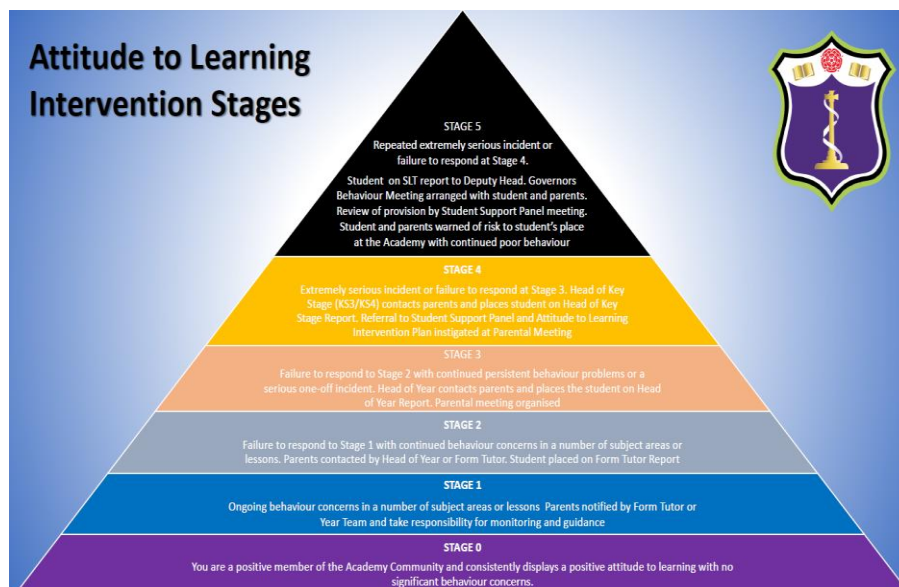 Attitude to Learning
Intervention Stages
STAGE 5
Repeated extremely serious incident or
failure to respond at Stage 4.
Student on SLT report to Deputy Head. Governors
Behaviour Meeting arranged with student and parents.
Review of provision by Student Support Panel meeting.
Student and parents warned of risk to student's place
at the Academy with continued poor behaviour
STAGE 4
Extremely serious incident or failure to respond at Stage 3. Head of Key
Stage (KS3/KS4) contacts parents and places student on Head of Key
Stage Report. Referral to Student Support Panel and Attitude to Learning
Intervention Plan instigated at Parental Meeting
STAGE 3
Failure to respond to Stage 2 with continued persistent behaviour problems or a
serious one-off incident. Head of Year contacts parents and places the student on Head
of Year Report. Parental meeting organised
STAGE 2
Failure to respond to Stage 1 with continued behaviour concerns in a number of subject areas or
lessons. Parents contacted by Head of Year or Form Tutor. Student placed on Form Tutor Report
STAGE 1
Ongoing behaviour concerns in a number of subject areas or lessons Parents notified by Form Tutor or
Year Team and take responsibility for monitoring and guidance
STAGE 0
You are a positive member of the Academy Community and consistently displays a positive attitude to learning with no
significant behaviour concerns.